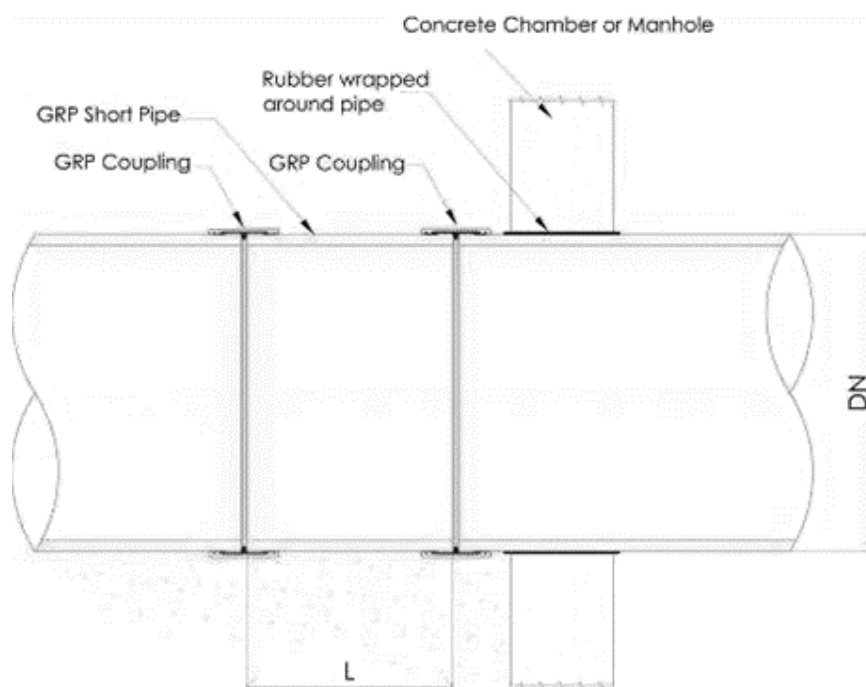 Concrete Chamber or Manhole
Rubber wrapped
around pipe
GRP Short Pipe
GRP Coupling
GRP Coupling
DN
L